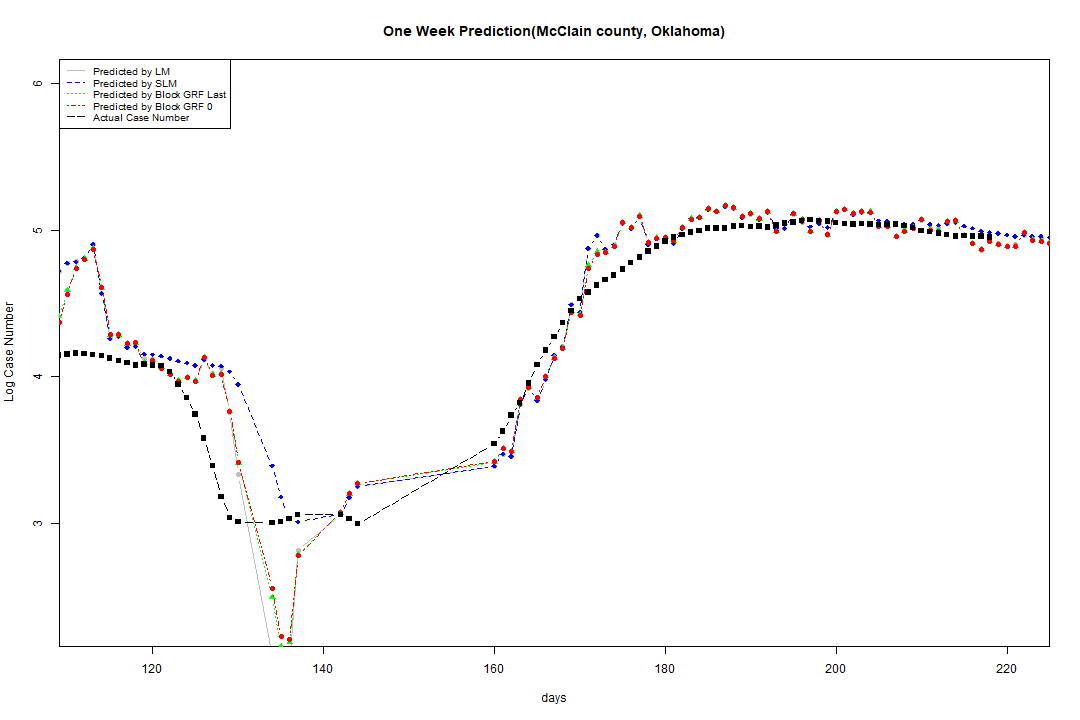 One Week Prediction(McClain county, Oklahoma)
Predicted by LM
Predicted by SLM
Predicted by Block GRF Last
Predicted by Block GRF 0
Actual Case Number
6
5
4
3
Log Case Number
120 140 160 180 200 220
days